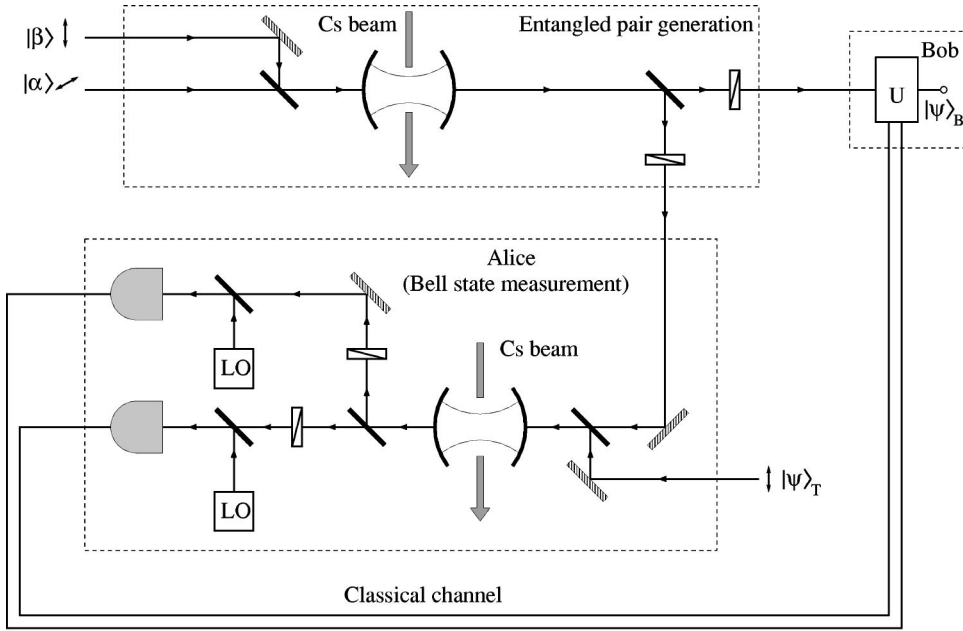 |β⟩
Cs beam
Entangled pair generation
|α⟩
Bob
U
|ψ⟩B
Alice
(Bell state measurement)
Cs beam
LO
LO
|ψ⟩T
Classical channel